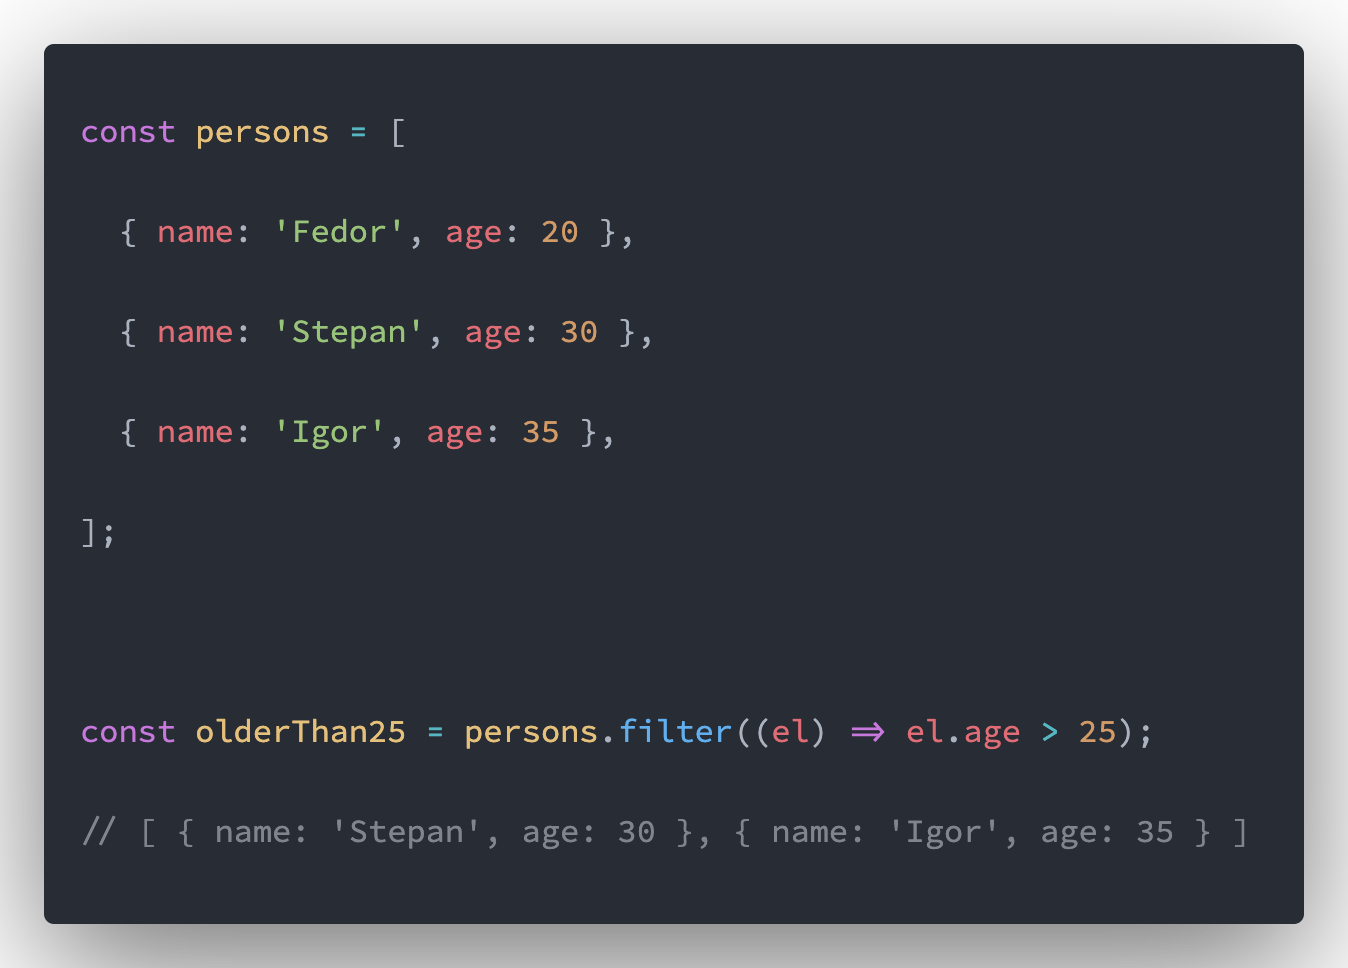 const persons = [
  { name: 'Fedor', age: 20 },
  { name: 'Stepan', age: 30 },
  { name: 'Igor', age: 35 },
];
const olderThan25 = persons.filter((el) => el.age > 25);
// [ { name: 'Stepan', age: 30 }, { name: 'Igor', age: 35 } ]